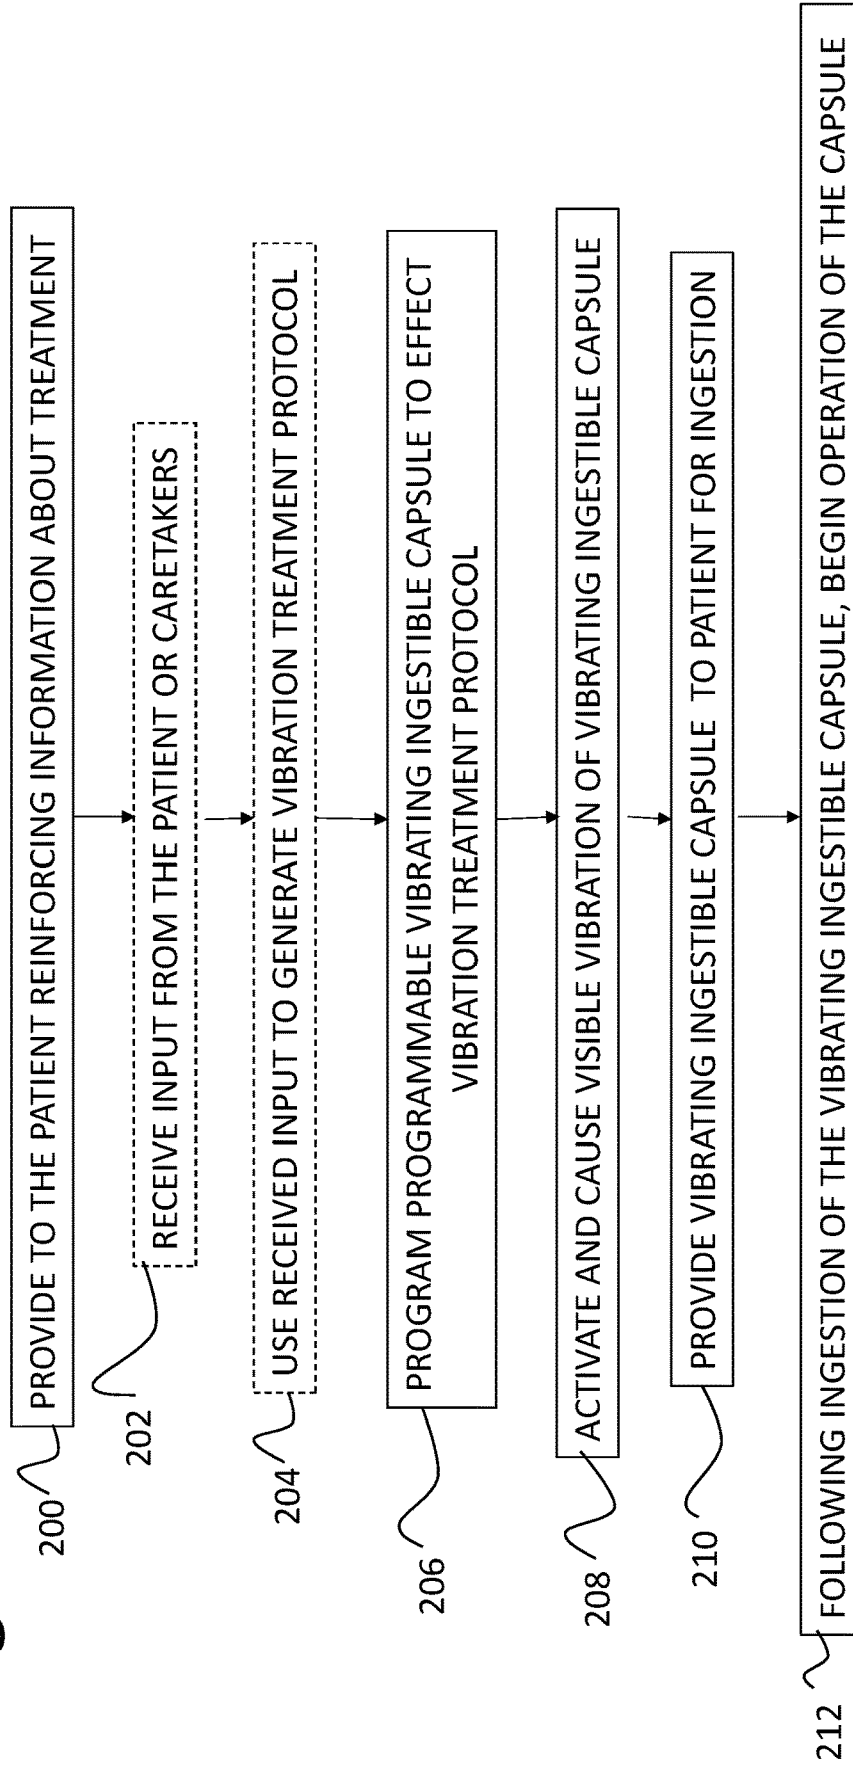 200
PROVIDE TO THE PATIENT REINFORCING INFORMATION ABOUT TREATMENT
202
RECEIVE INPUT FROM THE PATIENT OR CARETAKERS
204
USE RECEIVED INPUT TO GENERATE VIBRATION TREATMENT PROTOCOL
206
PROGRAM PROGRAMMABLE VIBRATING INGESTIBLE CAPSULE TO EFFECT
VIBRATION TREATMENT PROTOCOL
208
ACTIVATE AND CAUSE VISIBLE VIBRATION OF VIBRATING INGESTIBLE CAPSULE
210
PROVIDE VIBRATING INGESTIBLE CAPSULE TO PATIENT FOR INGESTION
212
FOLLOWING INGESTION OF THE VIBRATING INGESTIBLE CAPSULE, BEGIN OPERATION OF THE CAPSULE